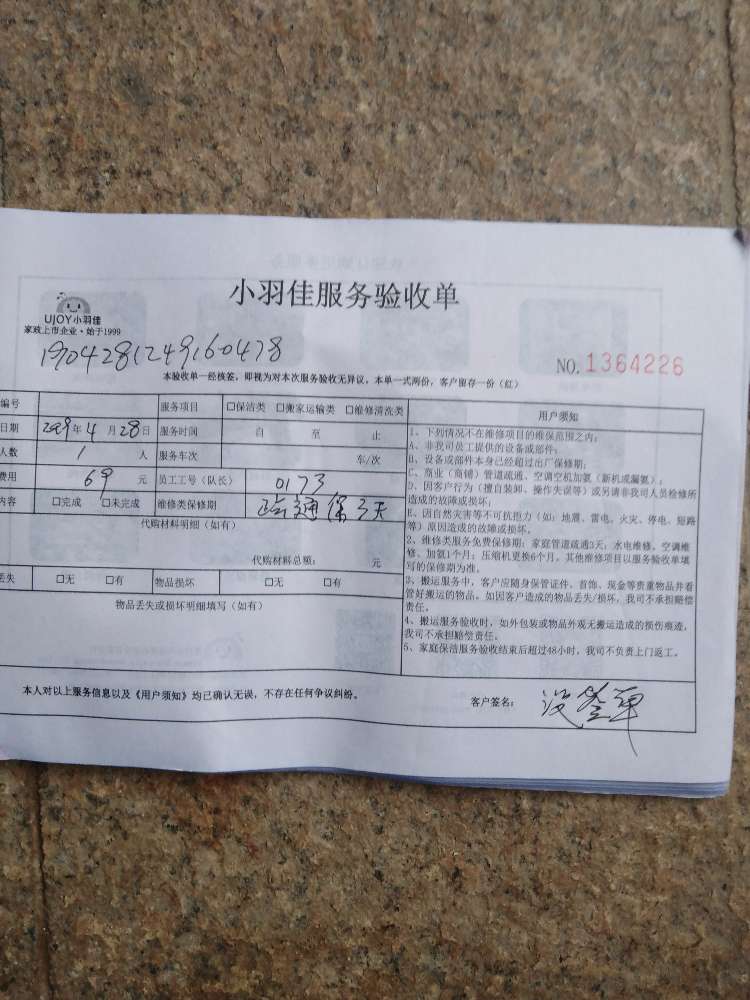 小羽佳服务验收单
UJOY小羽佳
家政上市企业·始于1999
1904281249160478
NO.1364226
本验收单一经核签，即视为对本次服务验收无异议，本单一式两份，客户留存一份（红）
编号 服务项目 □保洁类 □搬家运输类 □维修清洗类
日期 2019年4月28日 服务时间 自 至 止
人数 1 人 服务车次 车/次
费用 69 元 员工工号（队长） 0173
内容 □完成 □未完成 维修类保修期 疏通保3天
代购材料明细（如有）
代购材料总额： 元
丢失 □无 □有 物品损坏 □无 □有
物品丢失或损坏明细填写（如有）
用户须知
1、下列情况不在维修项目的维保范围之内：
A、非我司员工提供的设备或部件；
B、设备或部件本身已经超过出厂保修期；
C、商业（商铺）管道疏通、空调空机加氨（新机或漏氨）；
D、因客户行为（擅自装卸、操作失误等）或另请非我司人员检修所
造成的故障或损坏；
E、因自然灾害等不可抗拒力（如：地震、雷电、火灾、停电、短路
等）原因造成的故障或损坏。
2、维修类服务免费保修期：家庭管道疏通3天；水电维修、空调维
修、加氨1个月；压缩机更换6个月。其他维修项目以服务验收单填
写的保修期为准。
3、搬运服务中，客户应随身保管证件、首饰、现金等贵重物品并看
管好搬运的物品。如因客户造成的物品丢失/损坏，我司不承担赔偿
责任。
4、搬运服务验收时，如外包装或物品外观无搬运造成的损伤痕迹，
我司不承担赔偿责任。
5、家庭保洁服务验收结束后超过48小时，我司不负责上门返工。
本人对以上服务信息以及《用户须知》均已确认无误，不存在任何争议纠纷。
客户签名： 没签单